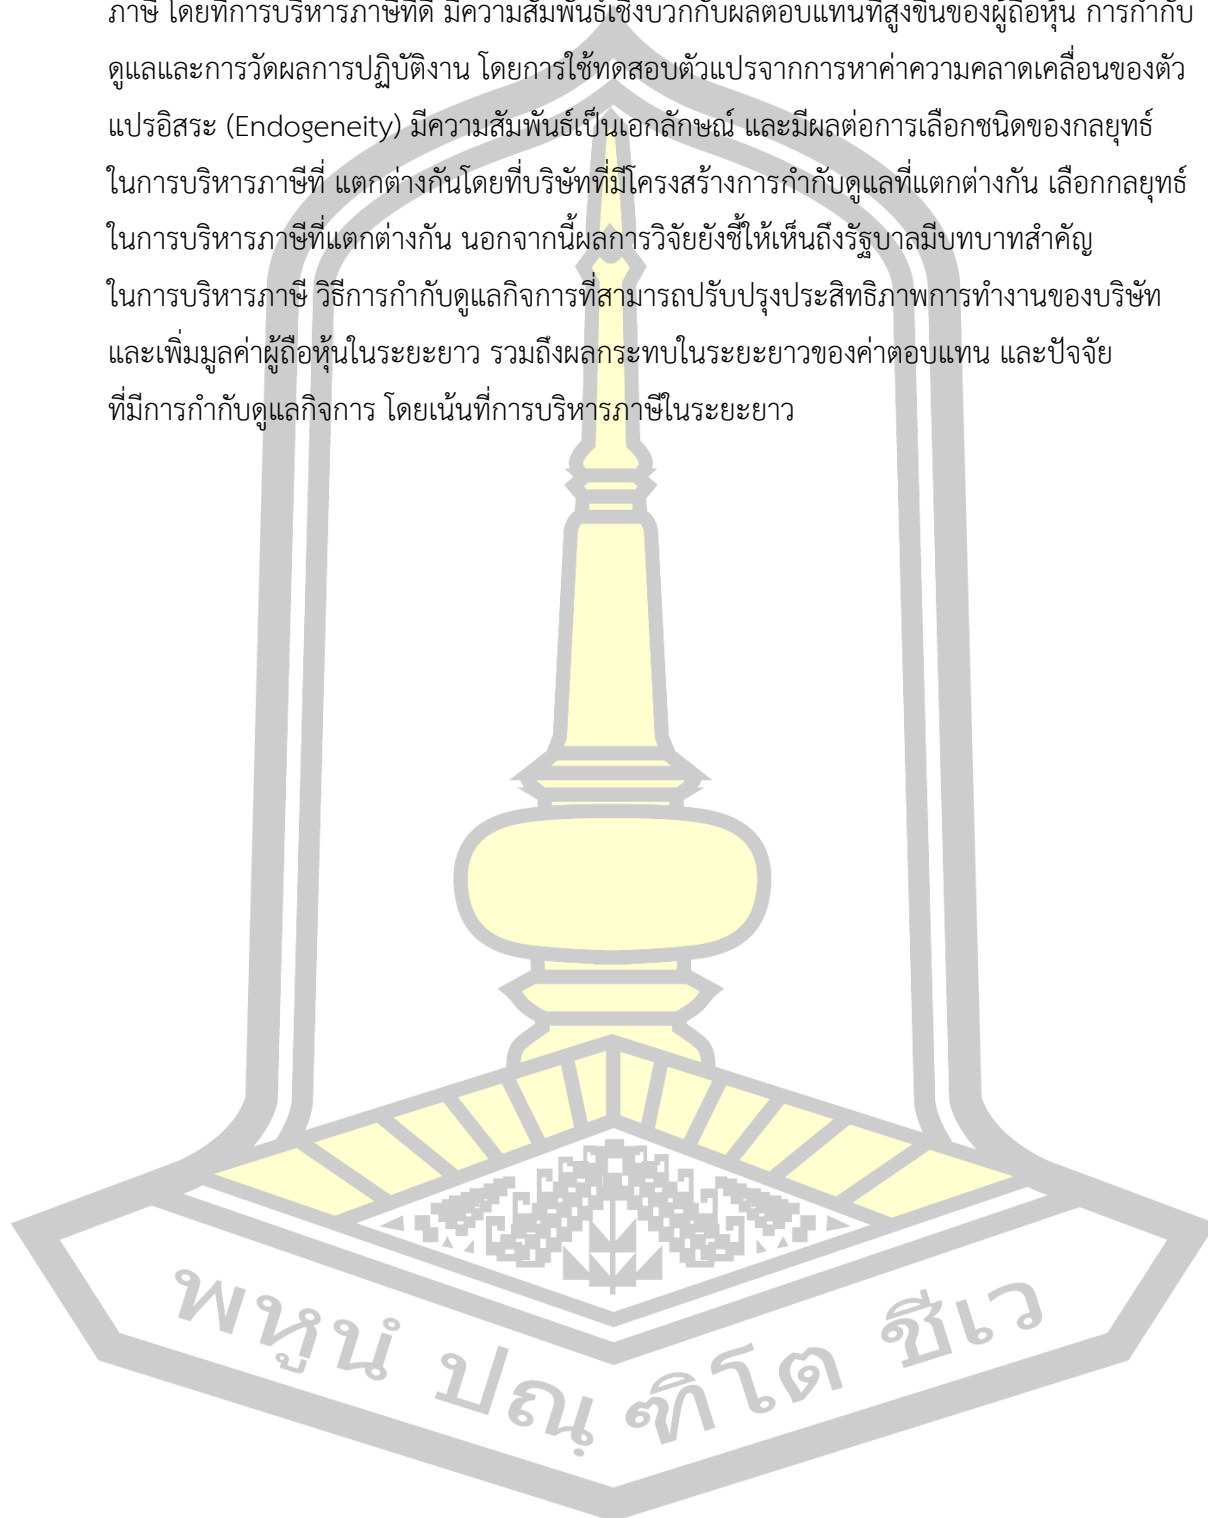 ภาษี โดยที่การบริหารภาษีที่ดี มีความสัมพันธ์เชิงบวกกับผลตอบแทนที่สูงขึ้นของผู้ถือหุ้น การกำกับ
ดูแลและการวัดผลการปฏิบัติงาน โดยการใช้ทดสอบตัวแปรจากการหาค่าความคลาดเคลื่อนของตัว
แปรอิสระ (Endogeneity) มีความสัมพันธ์เป็นเอกลักษณ์ และมีผลต่อการเลือกชนิดของกลยุทธ์
ในการบริหารภาษีที่ แตกต่างกันโดยที่บริษัทที่มีโครงสร้างการกำกับดูแลที่แตกต่างกัน เลือกกลยุทธ์
ในการบริหารภาษีที่แตกต่างกัน นอกจากนี้ผลการวิจัยยังชี้ให้เห็นถึงรัฐบาลมีบทบาทสำคัญ
ในการบริหารภาษี วิธีการกำกับดูแลกิจการที่สามารถปรับปรุงประสิทธิภาพการทำงานของบริษัท
และเพิ่มมูลค่าผู้ถือหุ้นในระยะยาว รวมถึงผลกระทบในระยะยาวของค่าตอบแทน และปัจจัย
ที่มีการกำกับดูแลกิจการ โดยเน้นที่การบริหารภาษีในระยะยาว
พหูนํ ปณฺฑิโต ชีเว